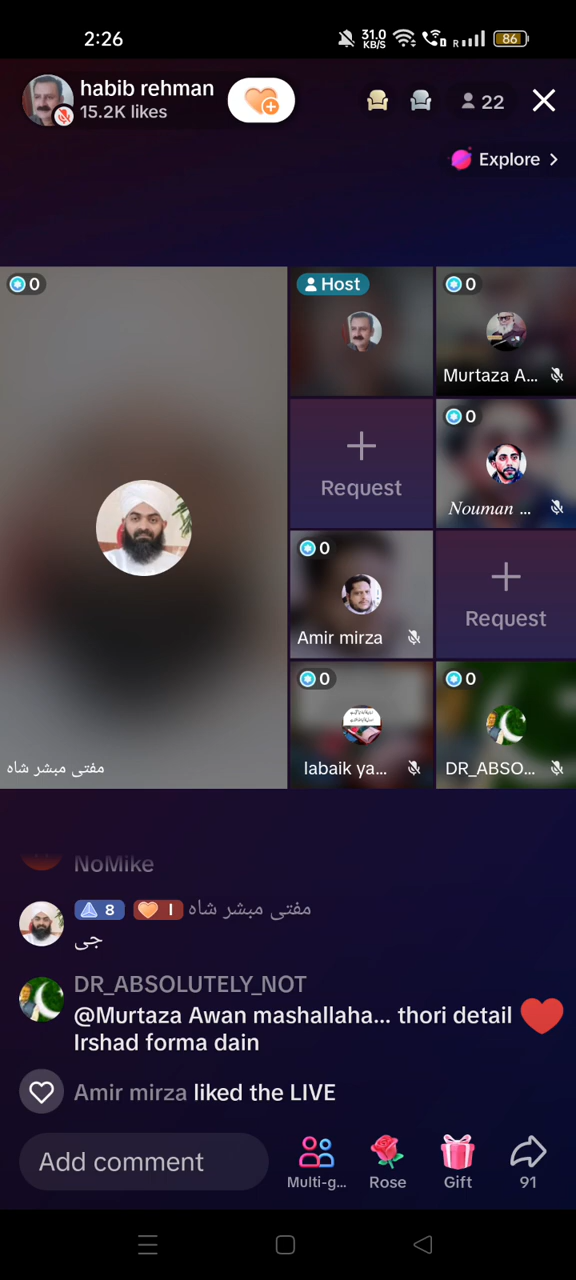 2:26
31.0
KB/S
R
86
habib rehman
15.2K likes
22
Explore
0
Host
0
Murtaza A...
0
Request
Nouman ...
0
Amir mirza
Request
0
0
مفتی مبشر شاہ
labaik ya...
DR_ABSO...
NoMike
8
I
مفتی مبشر شاہ
جی
DR_ABSOLUTELY_NOT
@Murtaza Awan mashallaha... thori detail
Irshad forma dain
Amir mirza liked the LIVE
Add comment
Multi-g...
Rose
Gift
91